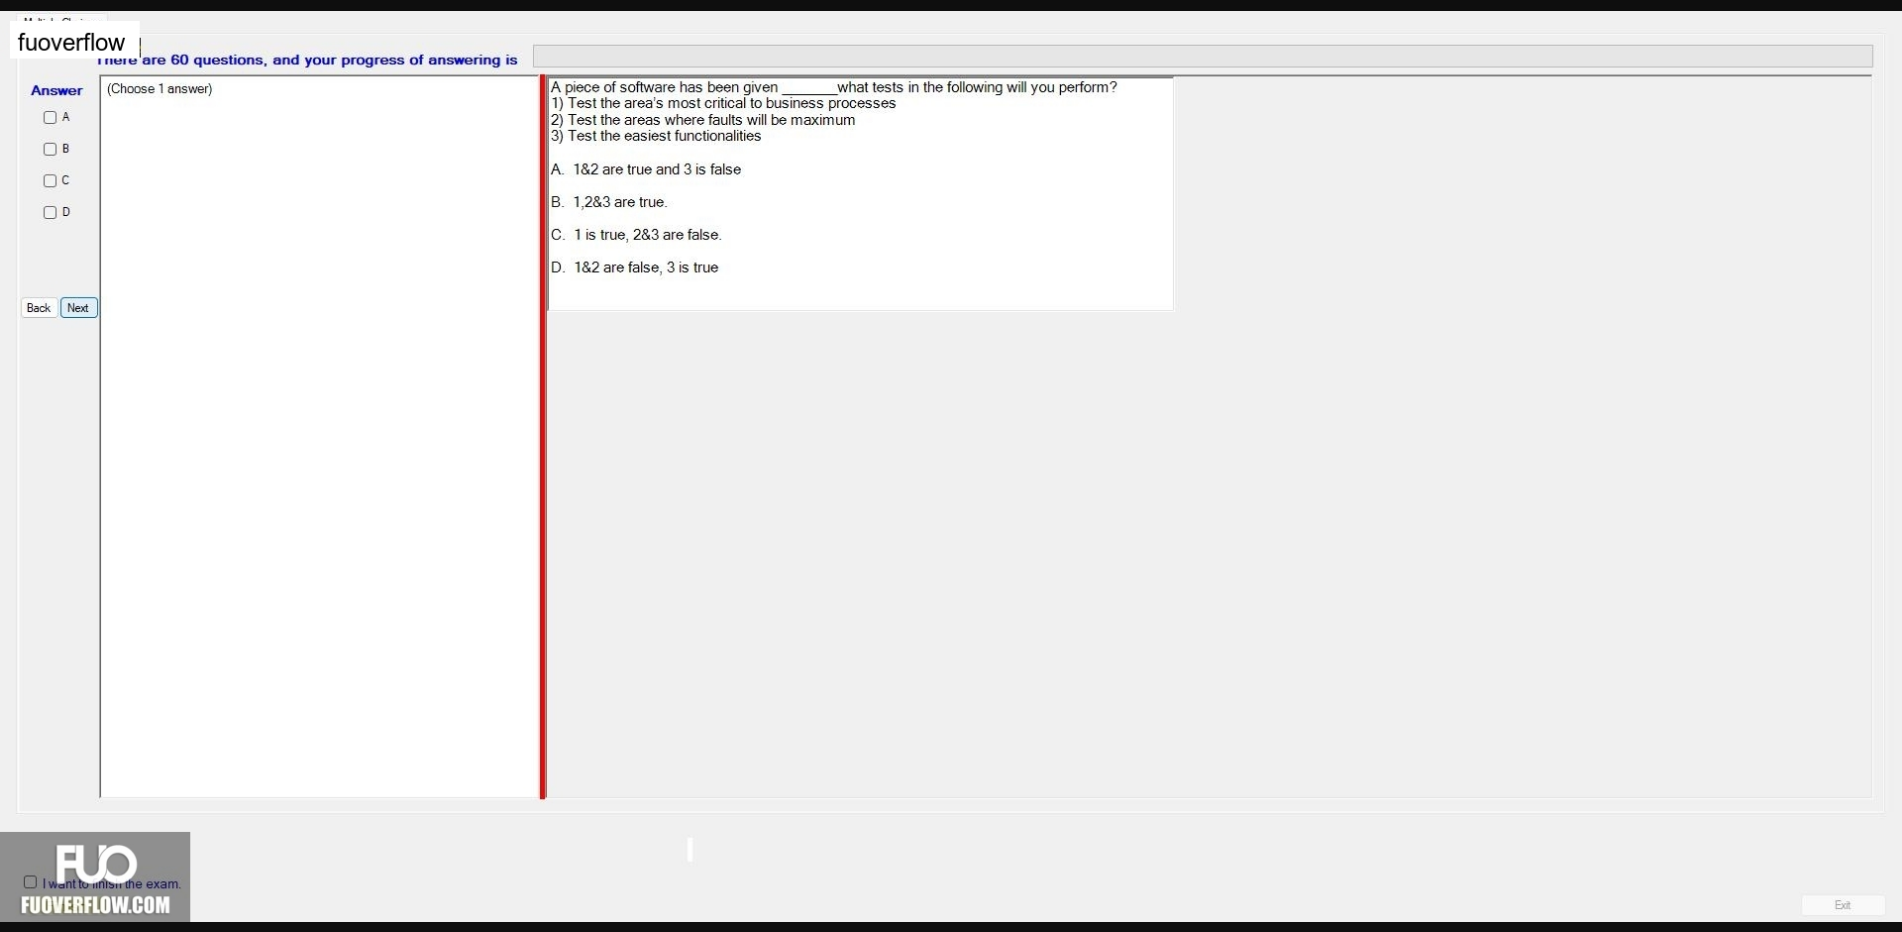 fuoverflow
There are 60 questions, and your progress of answering is
Answer
(Choose 1 answer)
A
B
C
D
Back Next
A piece of software has been given _______what tests in the following will you perform?
1) Test the area's most critical to business processes
2) Test the areas where faults will be maximum
3) Test the easiest functionalities
A. 1&2 are true and 3 is false
B. 1,2&3 are true.
C. 1 is true, 2&3 are false.
D. 1&2 are false, 3 is true
FUO
I want to finish the exam.
FUOVERFLOW.COM
Exit